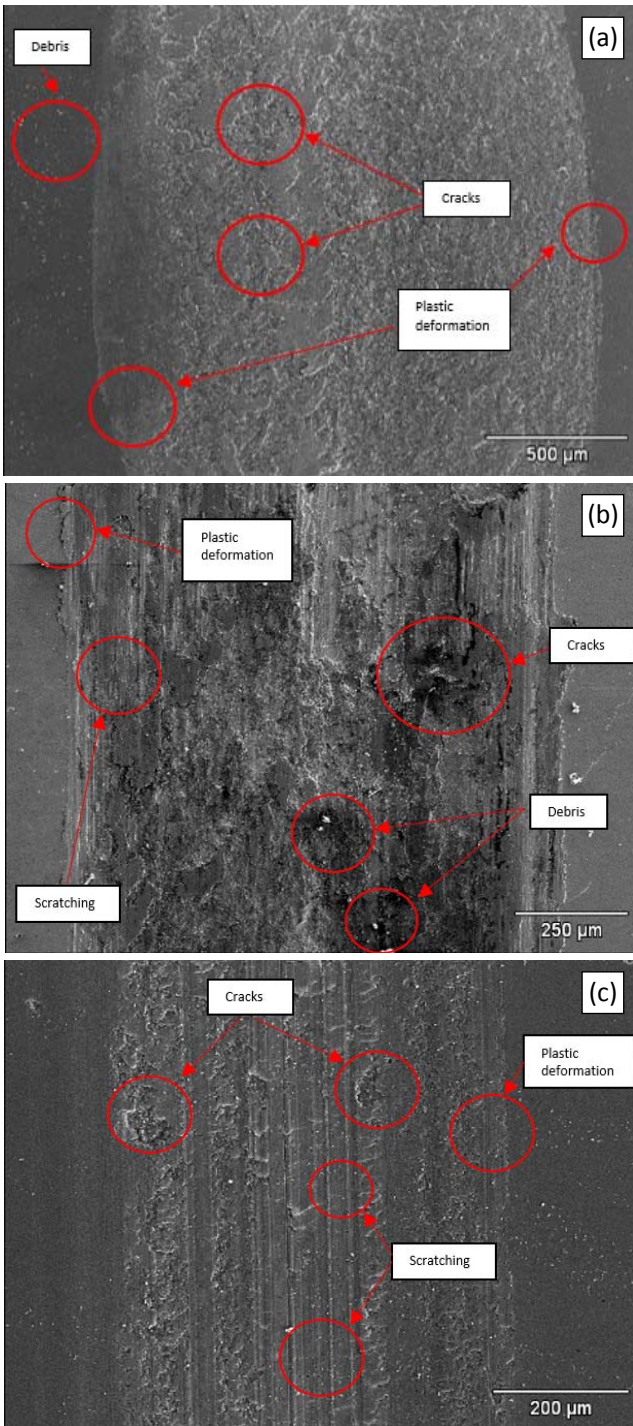 (a)
Debris
Cracks
Plastic
deformation
500 µm
(b)
Plastic
deformation
Cracks
Debris
Scratching
250 µm
(c)
Cracks
Plastic
deformation
Scratching
200 µm